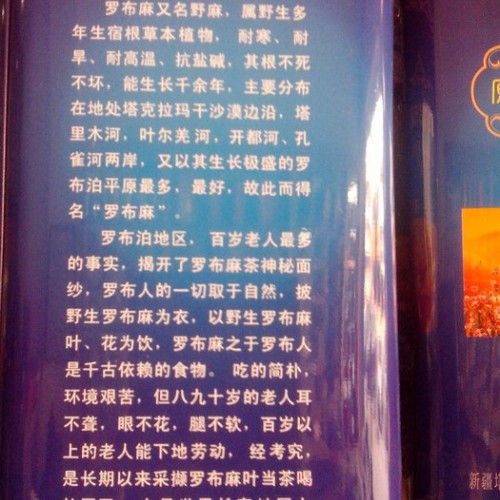 罗布麻又名野麻，属野生多
年生宿根草本植物， 耐寒、耐
旱、耐高温、抗盐碱，其根不死
不坏，能生长千余年，主要分布
在地处塔克拉玛干沙漠边沿，塔
里木河，叶尔羌河，开都河、孔
雀河两岸，又以其生长极盛的罗
布泊平原最多，最好，故此而得
名“罗布麻”。
罗布泊地区，百岁老人最多
的事实，揭开了罗布麻茶神秘面
纱，罗布人的一切取于自然，披
野生罗布麻为衣，以野生罗布麻
叶、花为饮，罗布麻之于罗布人
是千古依赖的食物。 吃的简朴，
环境艰苦，但八九十岁的老人耳
不聋，眼不花，腿不软，百岁以
上的老人能下地劳动， 经考究，
是长期以来采撷罗布麻叶当茶喝
新疆